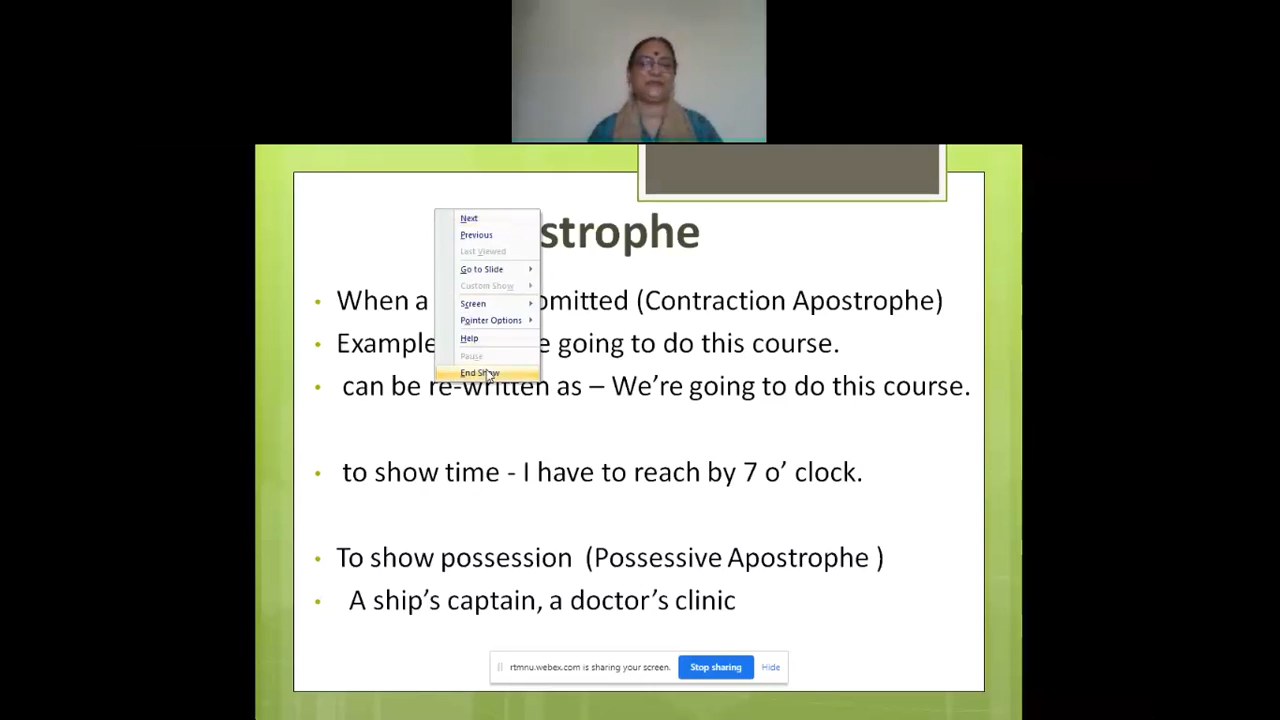 strophe
Next
Previous
Last Viewed
Go to Slide
Custom Show
Screen
Pointer Options
Help
Pause
End Show
When a omitted (Contraction Apostrophe)
Example e going to do this course.
can be re-written as – We're going to do this course.
to show time - I have to reach by 7 o' clock.
To show possession (Possessive Apostrophe )
A ship's captain, a doctor's clinic
rtmnu.webex.com is sharing your screen. Stop sharing Hide